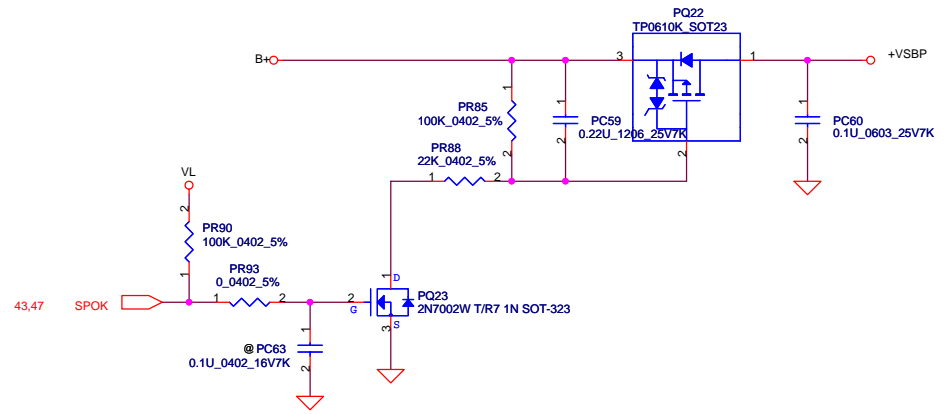 PQ22
TP0610K_SOT23
B+
3
1
+VSBP
1
PR85
100K_0402_5%
2
1
PC59
0.22U_1206_25V7K
2
2
1
PC60
0.1U_0603_25V7K
2
PR88
22K_0402_5%
1
2
VL
2
PR90
100K_0402_5%
1
PR93
0_0402_5%
1
2
43,47
SPOK
1
D
2
G
PQ23
2N7002W T/R7 1N SOT-323
3
S
1
@PC63
0.1U_0402_16V7K
2